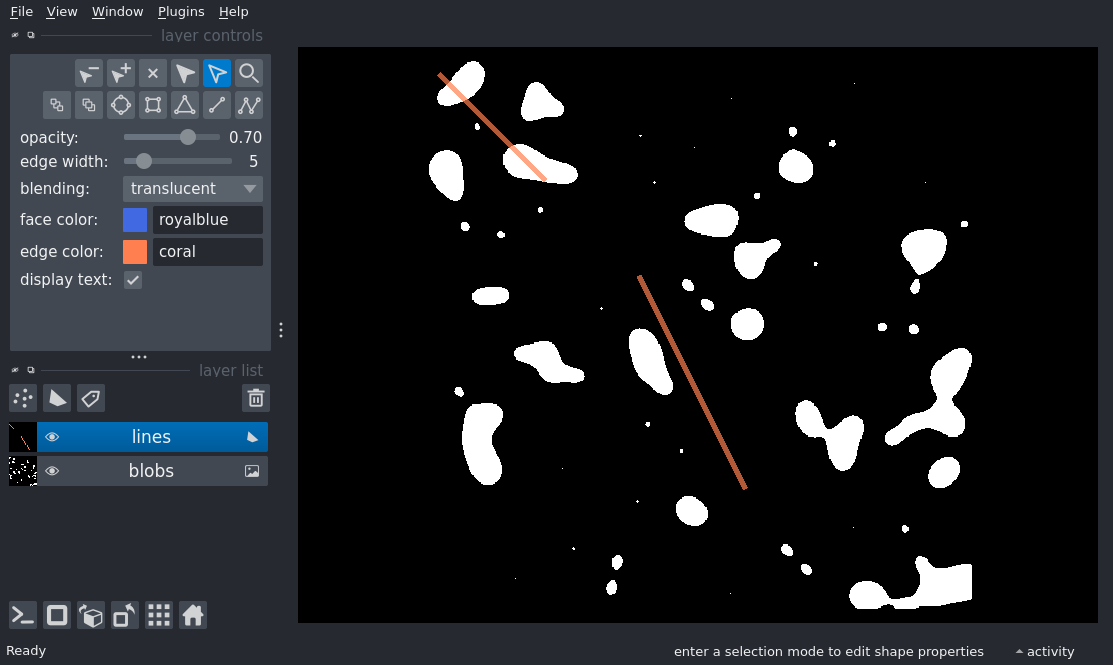 File View Window Plugins Help
layer controls
opacity: 0.70
edge width: 5
blending: translucent
face color: royalblue
edge color: coral
display text:
layer list
lines
blobs
Ready enter a selection mode to edit shape properties activity